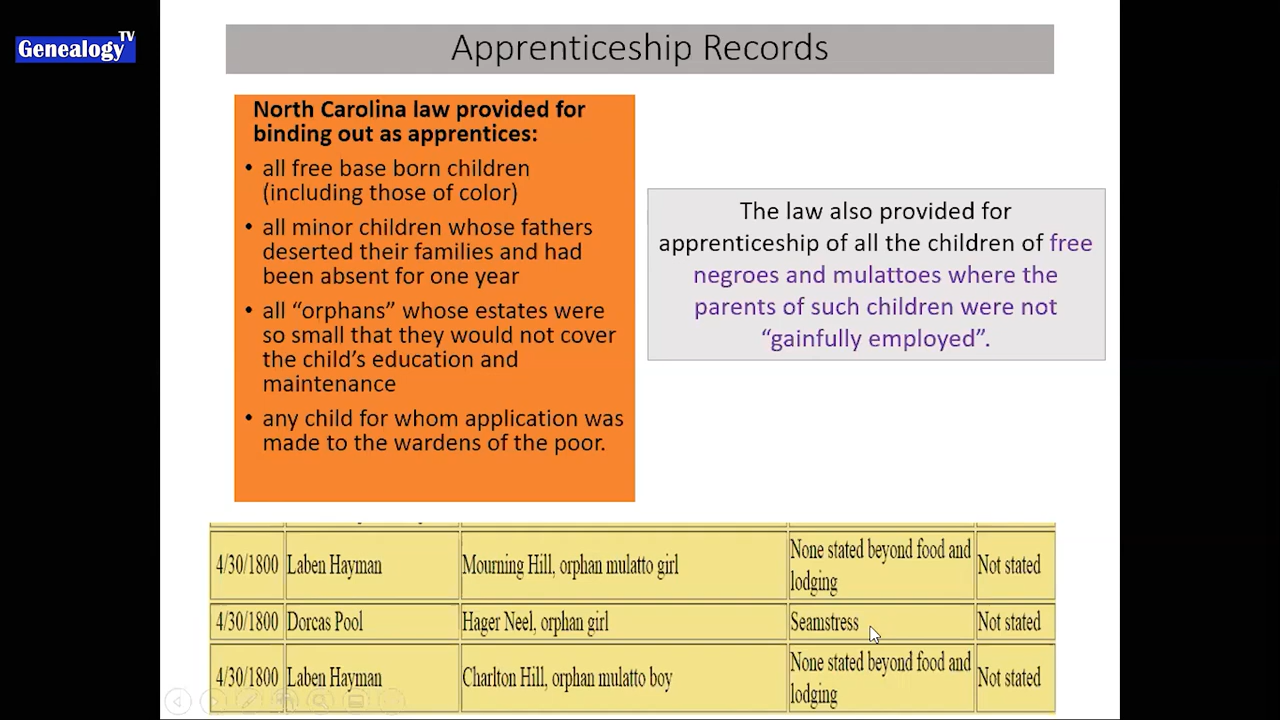 Genealogy TV
Apprenticeship Records
North Carolina law provided for
binding out as apprentices:
• all free base born children
(including those of color)
• all minor children whose fathers
deserted their families and had
been absent for one year
• all “orphans” whose estates were
so small that they would not cover
the child’s education and
maintenance
• any child for whom application was
made to the wardens of the poor.
The law also provided for
apprenticeship of all the children of free
negroes and mulattoes where the
parents of such children were not
“gainfully employed”.
4/30/1800 Laben Hayman Mourning Hill, orphan mulatto girl None stated beyond food and Not stated
lodging
4/30/1800 Dorcas Pool Hager Neel, orphan girl Seamstress Not stated
4/30/1800 Laben Hayman Charlton Hill, orphan mulatto boy None stated beyond food and Not stated
lodging